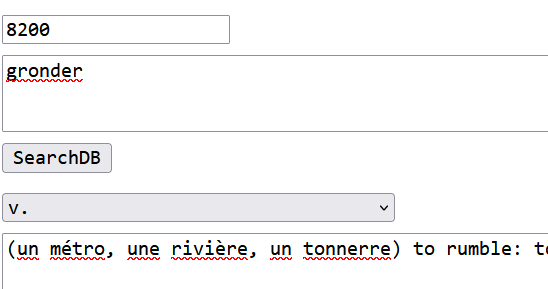 8200
gronder
SearchDB
v.
(un métro, une rivière, un tonnerre) to rumble: to